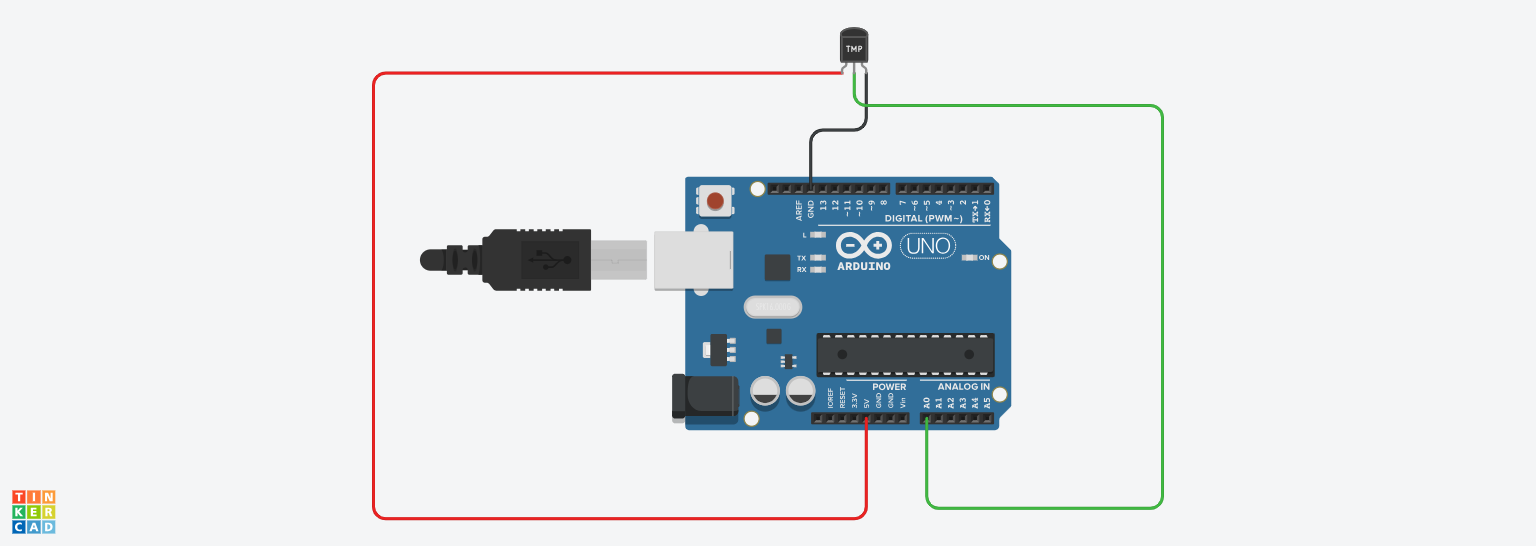 TMP
AREF
GND
13
12
~11
~10
~9
8
7
~6
~5
4
~3
2
TX→1
RX←0
DIGITAL (PWM~)
L
TX
RX
ARDUINO
UNO
ON
POWER
ANALOG IN
IOREF
RESET
3.3V
5V
GND
GND
Vin
A0
A1
A2
A3
A4
A5
TIN
KER
CAD